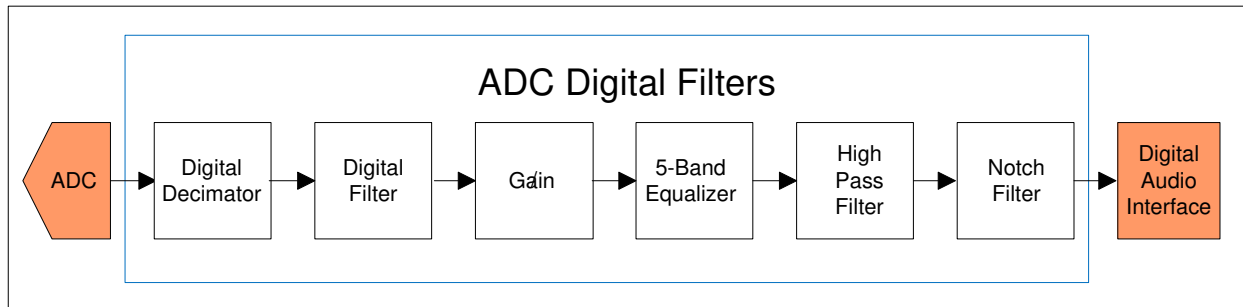 ADC Digital Filters
ADC
Digital
Decimator
Digital
Filter
Gain
5-Band
Equalizer
High
Pass
Filter
Notch
Filter
Digital
Audio
Interface